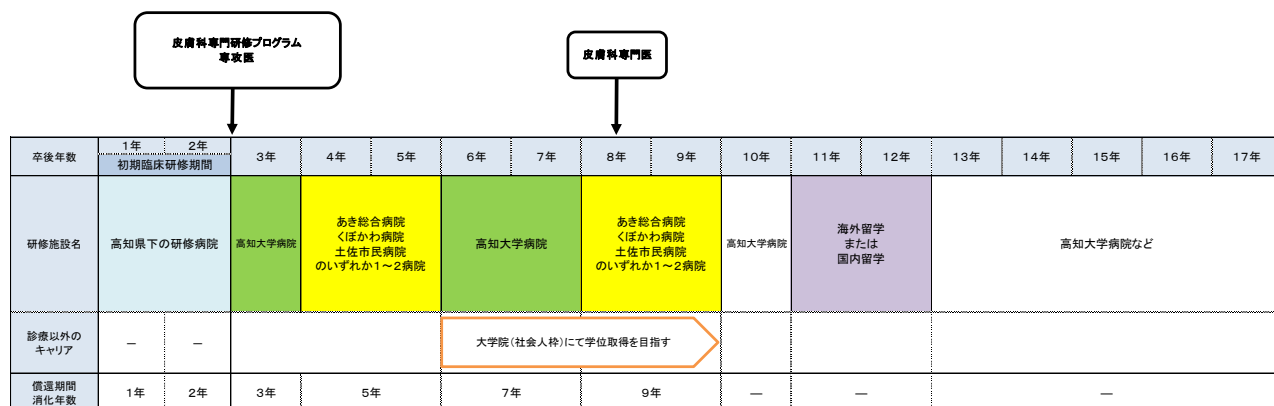 皮膚科専門研修プログラム
専攻医
皮膚科専門医
卒後年数
1年
2年
初期臨床研修期間
3年
4年
5年
6年
7年
8年
9年
10年
11年
12年
13年
14年
15年
16年
17年
研修施設名
高知県下の研修病院
高知大学病院
あき総合病院
くぼかわ病院
土佐市民病院
のいずれか1～2病院
高知大学病院
あき総合病院
くぼかわ病院
土佐市民病院
のいずれか1～2病院
高知大学病院
海外留学
または
国内留学
高知大学病院など
診療以外の
キャリア
－
－
大学院(社会人枠)にて学位取得を目指す
償還期間
消化年数
1年
2年
3年
5年
7年
9年
―
―
―